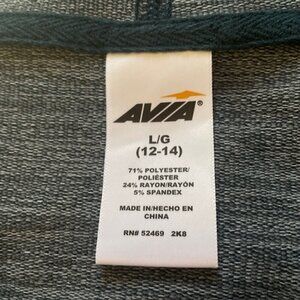 AVIA®
L/G
(12-14)
71% POLYESTER/
POLIÉSTER
24% RAYON/RAYÓN
5% SPANDEX
MADE IN/HECHO EN
CHINA
RN# 52469 2K8